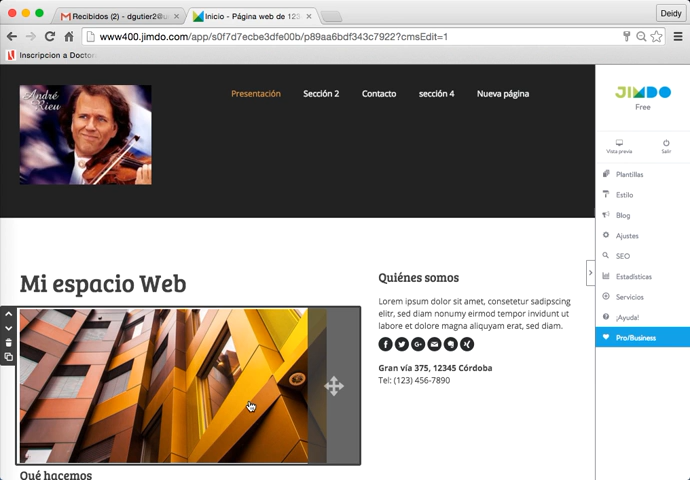 Recibidos (2) - dgutier2@u
Inicio - Página web de 123
Deidy
www400.jimdo.com/app/s0f7d7ecbe3dfe00b/p89aa6bdf343c7922?cmsEdit=1
Inscripcion a Doctor
André
Rieu
Presentación
Sección 2
Contacto
sección 4
Nueva página
JIMDO
Free
Vista previa
Salir
Plantillas
Estilo
Blog
Ajustes
SEO
Estadísticas
Servicios
¡Ayuda!
Pro/Business
Mi espacio Web
Qué hacemos
Quiénes somos
Lorem ipsum dolor sit amet, consetetur sadipscing
elitr, sed diam nonumy eirmod tempor invidunt ut
labore et dolore magna aliquyam erat, sed diam.
Gran vía 375, 12345 Córdoba
Tel: (123) 456-7890